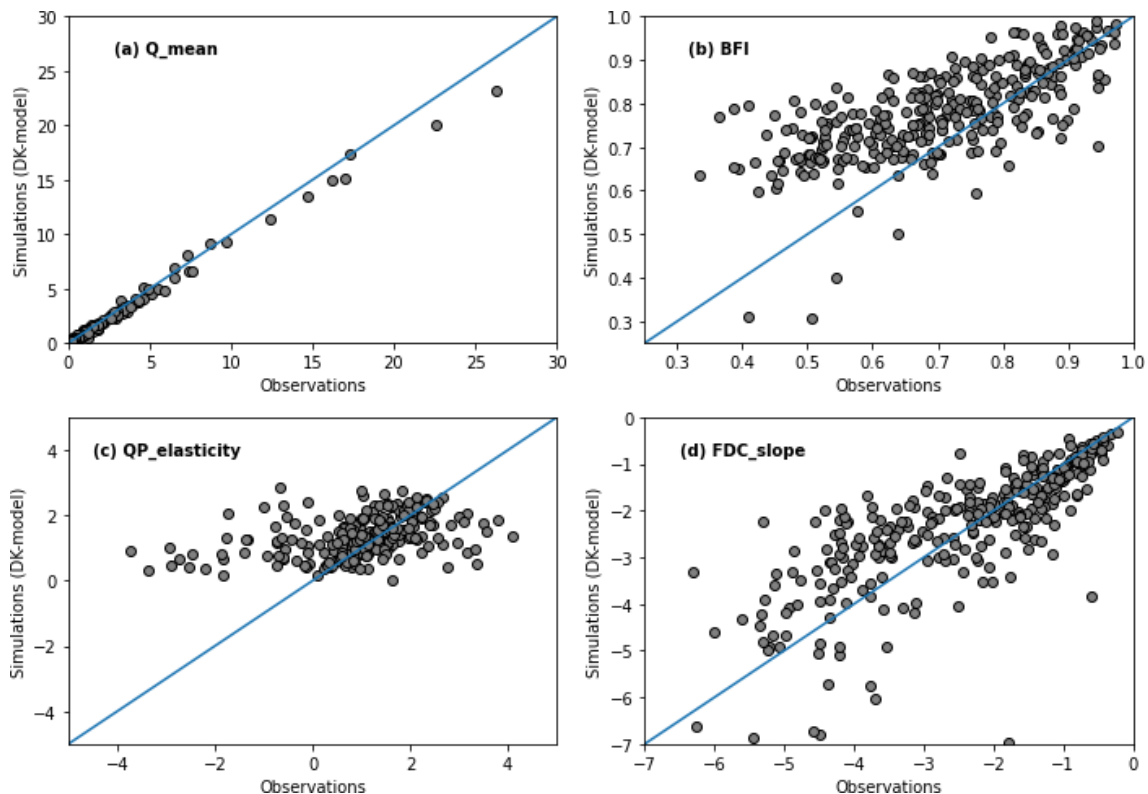 (a) Q_mean
30
25
20
15
10
5
0
Simulations (DK-model)
0 5 10 15 20 25 30
Observations
(b) BFI
1.0
0.9
0.8
0.7
0.6
0.5
0.4
0.3
Simulations (DK-model)
0.3 0.4 0.5 0.6 0.7 0.8 0.9 1.0
Observations
(c) QP_elasticity
4
2
0
−2
−4
Simulations (DK-model)
−4 −2 0 2 4
Observations
(d) FDC_slope
0
−1
−2
−3
−4
−5
−6
−7
Simulations (DK-model)
−7 −6 −5 −4 −3 −2 −1 0
Observations